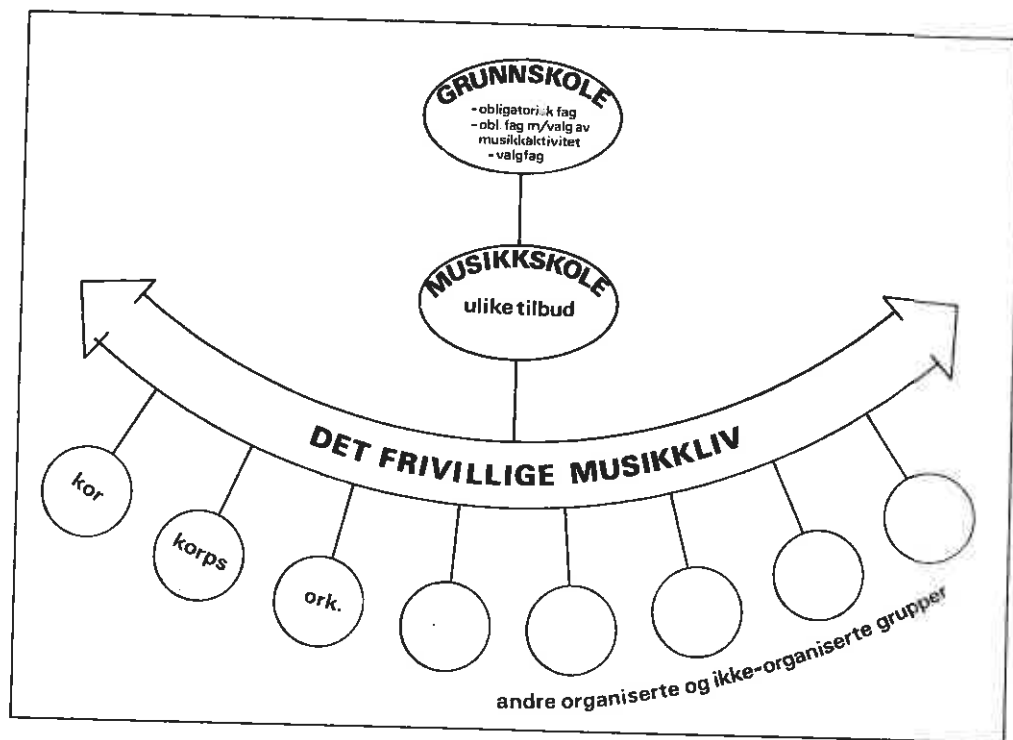 GRUNNSKOLE
- obligatorisk fag
- obl. fag m/valg av
musikkaktivitet
- valgfag
MUSIKKSKOLE
ulike tilbud
DET FRIVILLIGE MUSIKKLIV
kor
korps
ork.
andre organiserte og ikke-organiserte grupper